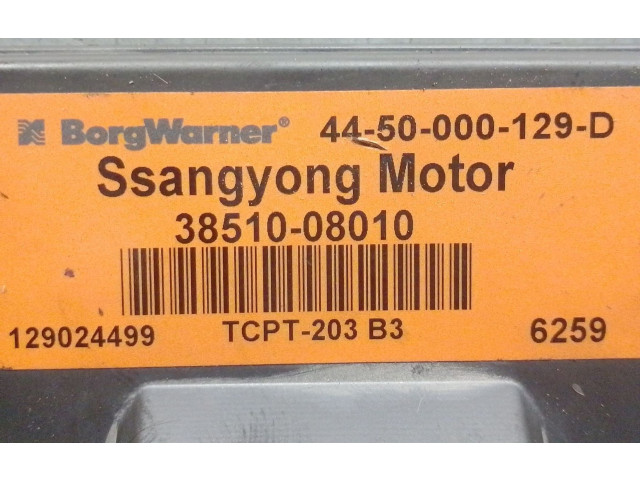 BorgWarner® 44-50-000-129-D
Ssangyong Motor
38510-08010
129024499 TCPT-203 B3 6259